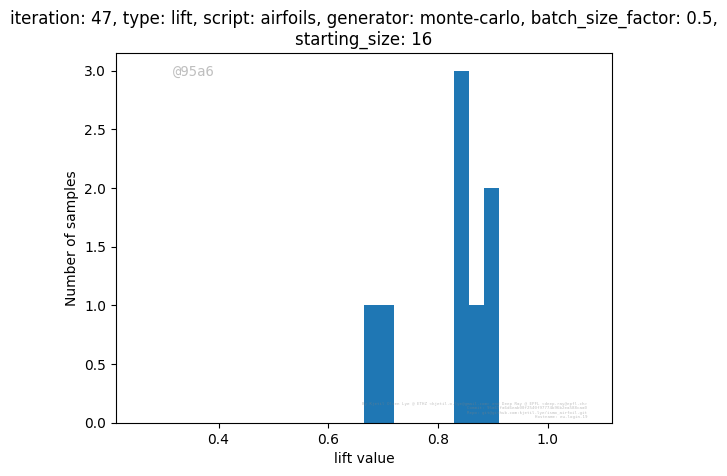 iteration: 47, type: lift, script: airfoils, generator: monte-carlo, batch_size_factor: 0.5,
starting_size: 16
@95a6
3.0
2.5
2.0
1.5
1.0
0.5
0.0
Number of samples
0.4 0.6 0.8 1.0
lift value